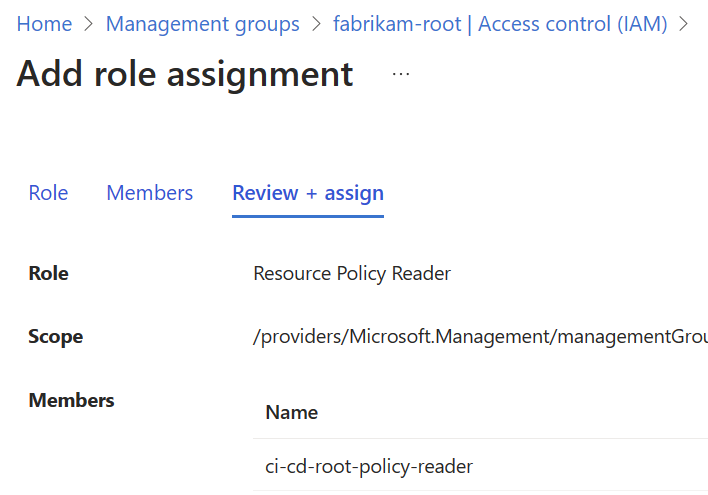 Home > Management groups > fabrikam-root | Access control (IAM) >
Add role assignment ...
Role Members Review + assign
Role Resource Policy Reader
Scope /providers/Microsoft.Management/managementGrou
Members
Name
ci-cd-root-policy-reader